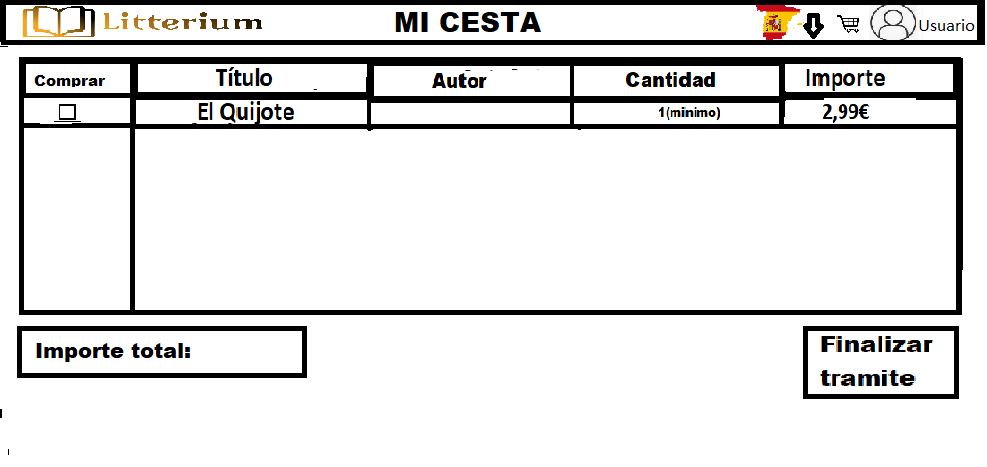 Litterium
MI CESTA
Usuario
Comprar
Título
Autor
Cantidad
Importe
El Quijote
1(minimo)
2,99€
Importe total:
Finalizar
tramite